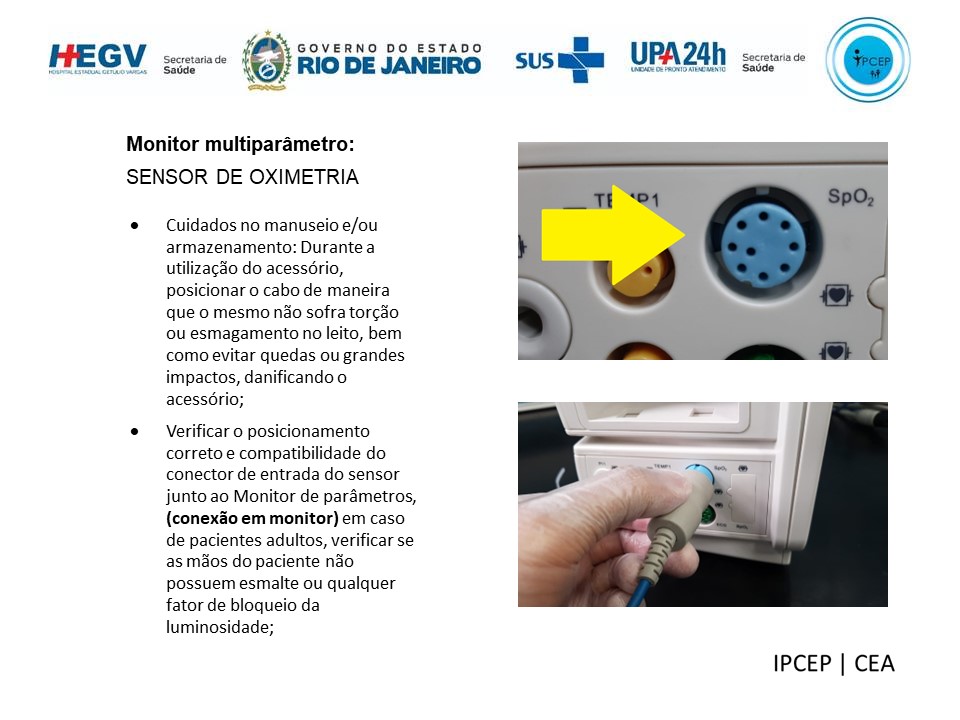 HEGV
HOSPITAL ESTADUAL GETÚLIO VARGAS
Secretaria de
Saúde
GOVERNO DO ESTADO
RIO DE JANEIRO
SUS
UPA 24h
UNIDADE DE PRONTO ATENDIMENTO
Secretaria de
Saúde
IPCEP
Monitor multiparâmetro:
SENSOR DE OXIMETRIA
• Cuidados no manuseio e/ou
armazenamento: Durante a
utilização do acessório,
posicionar o cabo de maneira
que o mesmo não sofra torção
ou esmagamento no leito, bem
como evitar quedas ou grandes
impactos, danificando o
acessório;
• Verificar o posicionamento
correto e compatibilidade do
conector de entrada do sensor
junto ao Monitor de parâmetros,
(conexão em monitor) em caso
de pacientes adultos, verificar se
as mãos do paciente não
possuem esmalte ou qualquer
fator de bloqueio da
luminosidade;
TEMP1
SpO₂
TEMP1
SpO₂
IPCEP | CEA